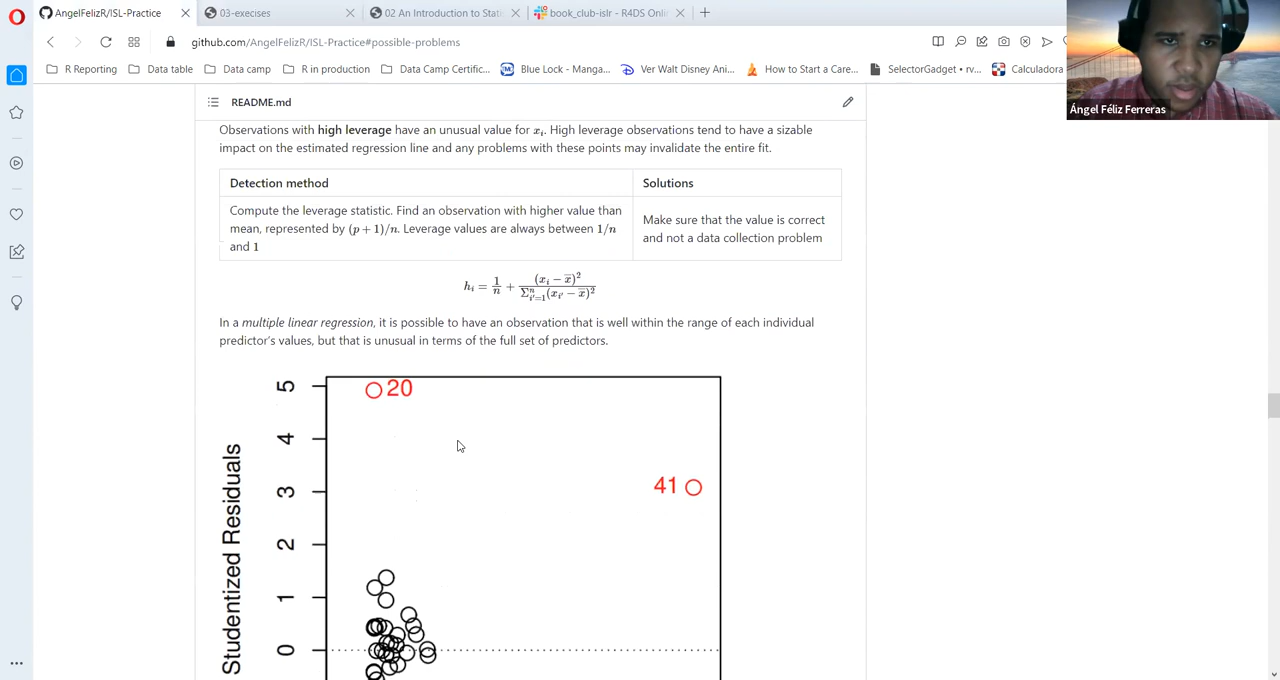 AngelFelizR/ISL-Practice
03-execises
02 An Introduction to Stati
book_club-islr - R4DS Onli
github.com/AngelFelizR/ISL-Practice#possible-problems
R Reporting
Data table
Data camp
R in production
Data Camp Certific...
Blue Lock - Manga...
Ver Walt Disney Ani...
How to Start a Care...
SelectorGadget • rv...
Calculadora
Ángel Féliz Ferreras
README.md
Observations with high leverage have an unusual value for xᵢ. High leverage observations tend to have a sizable
impact on the estimated regression line and any problems with these points may invalidate the entire fit.
Detection method
Solutions
Compute the leverage statistic. Find an observation with higher value than
mean, represented by (p + 1)/n. Leverage values are always between 1/n
and 1
Make sure that the value is correct
and not a data collection problem
hᵢ = 1/n + (xᵢ − x̅)² / Σⁿᵢ′₌₁(xᵢ′ − x̅)²
In a multiple linear regression, it is possible to have an observation that is well within the range of each individual
predictor's values, but that is unusual in terms of the full set of predictors.
Studentized Residuals
5
4
3
2
1
0
20
41